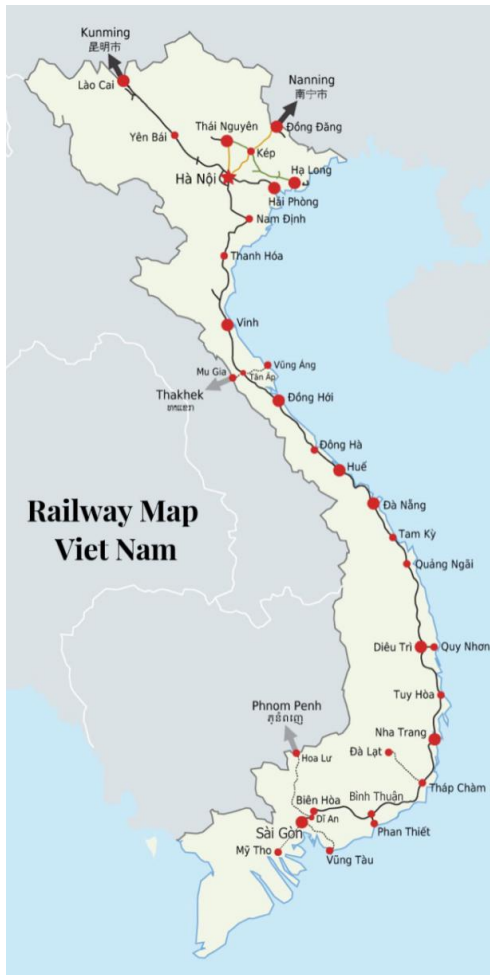 Kunming
昆明市
Lào Cai
Nanning
南宁市
Yên Bái
Thái Nguyên
Đồng Đăng
Kép
Hà Nội
Hạ Long
Hải Phòng
Nam Định
Thanh Hóa
Vinh
Vũng Áng
Mu Gia
Tân Ấp
Thakhek
Đồng Hới
Đông Hà
Huế
Railway Map
Viet Nam
Đà Nẵng
Tam Kỳ
Quảng Ngãi
Diêu Trì
Quy Nhơn
Tuy Hòa
Phnom Penh
ភ្នំពេញ
Hoa Lư
Nha Trang
Đà Lạt
Tháp Chàm
Biên Hòa
Bình Thuận
Dĩ An
Sài Gòn
Phan Thiết
Mỹ Tho
Vũng Tàu